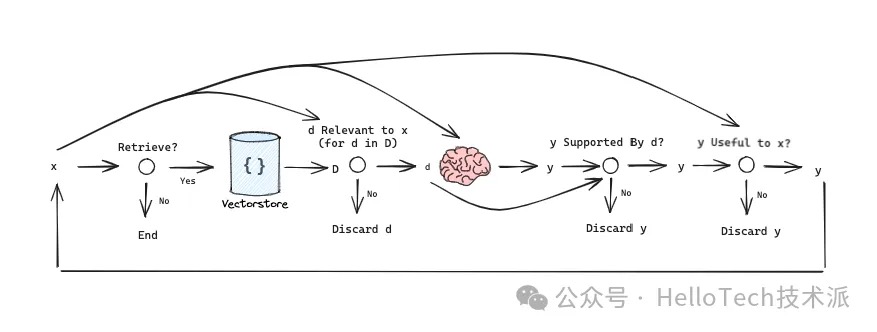 x
Retrieve?
Yes
No
End
{}
Vectorstore
D
d Relevant to x
(for d in D)
No
Discard d
d
y
y Supported By d?
No
Discard y
y
y Useful to x?
No
Discard y
y
公众号 · HelloTech技术派